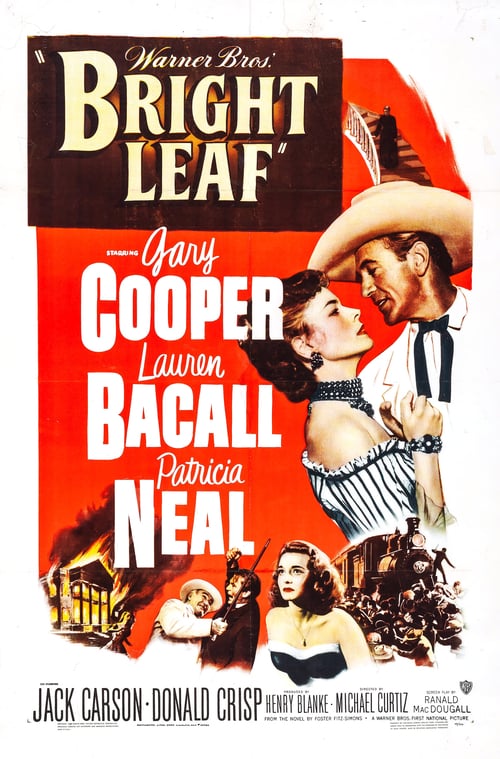 Warner Bros.'
"BRIGHT
LEAF"
STARRING Gary
COOPER
Lauren
BACALL
Patricia
NEAL
JACK CARSON · DONALD CRISP
PRODUCED BY
HENRY BLANKE ·
DIRECTED BY
MICHAEL CURTIZ
SCREEN PLAY BY
RANALD
MacDOUGALL
FROM THE NOVEL BY FOSTER FITZ-SIMONS · A WARNER BROS. FIRST NATIONAL PICTURE